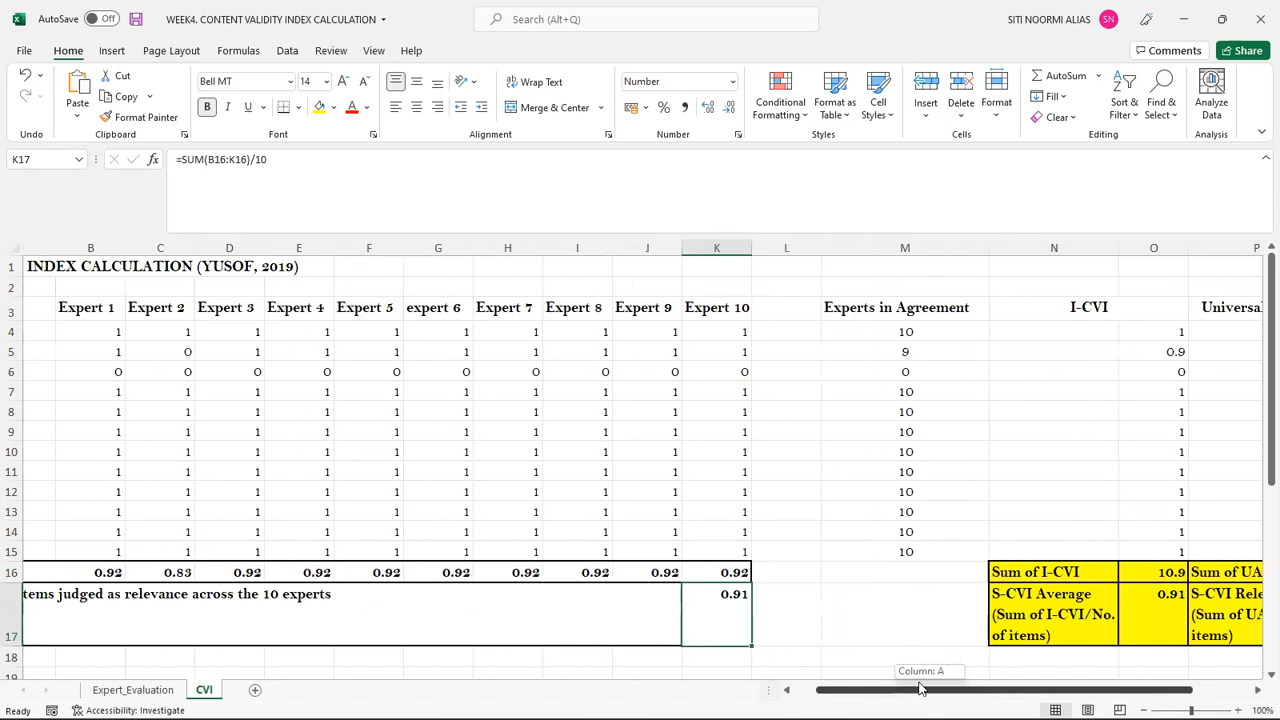 AutoSave Off WEEK4. CONTENT VALIDITY INDEX CALCULATION Search (Alt+Q) SITI NOORMI ALIAS SN
File Home Insert Page Layout Formulas Data Review View Help Comments Share
Cut Bell MT 14 Wrap Text Number AutoSum
Paste Copy Merge & Center Conditional Formatting Format as Table Cell Styles Insert Delete Format Fill Sort & Filter Find & Select Analyze Data
Format Painter Clear
Undo Clipboard Font Alignment Number Styles Cells Editing Analysis
K17 fx =SUM(B16:K16)/10
B C D E F G H I J K L M N O P
1 INDEX CALCULATION (YUSOF, 2019)
2
3 Expert 1 Expert 2 Expert 3 Expert 4 Expert 5 expert 6 Expert 7 Expert 8 Expert 9 Expert 10 Experts in Agreement I-CVI Universal
4 1 1 1 1 1 1 1 1 1 1 10 1
5 1 0 1 1 1 1 1 1 1 1 9 0.9
6 0 0 0 0 0 0 0 0 0 0 0 0
7 1 1 1 1 1 1 1 1 1 1 10 1
8 1 1 1 1 1 1 1 1 1 1 10 1
9 1 1 1 1 1 1 1 1 1 1 10 1
10 1 1 1 1 1 1 1 1 1 1 10 1
11 1 1 1 1 1 1 1 1 1 1 10 1
12 1 1 1 1 1 1 1 1 1 1 10 1
13 1 1 1 1 1 1 1 1 1 1 10 1
14 1 1 1 1 1 1 1 1 1 1 10 1
15 1 1 1 1 1 1 1 1 1 1 10 1
16 0.92 0.83 0.92 0.92 0.92 0.92 0.92 0.92 0.92 0.92 Sum of I-CVI 10.9 Sum of UA
tems judged as relevance across the 10 experts 0.91 S-CVI Average 0.91 S-CVI Rele
(Sum of I-CVI/No. (Sum of UA
17 of items) items)
18
Column: A
Expert_Evaluation CVI
Ready Accessibility: Investigate 100%